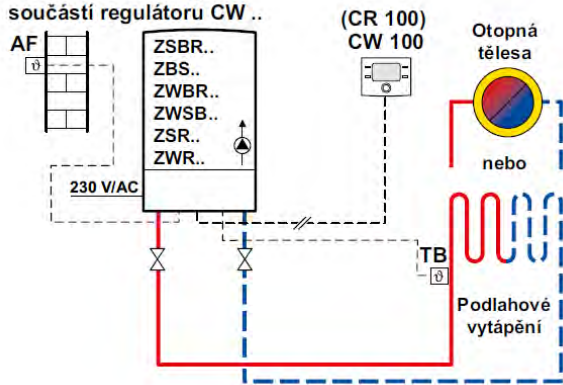 součástí regulátoru CW ..
AF
ϑ
ZSBR..
ZBS..
ZWBR..
ZWSB..
ZSR..
ZWR..
230 V/AC
(CR 100)
CW 100
Otopná
tělesa
nebo
TB
ϑ
Podlahové
vytápění